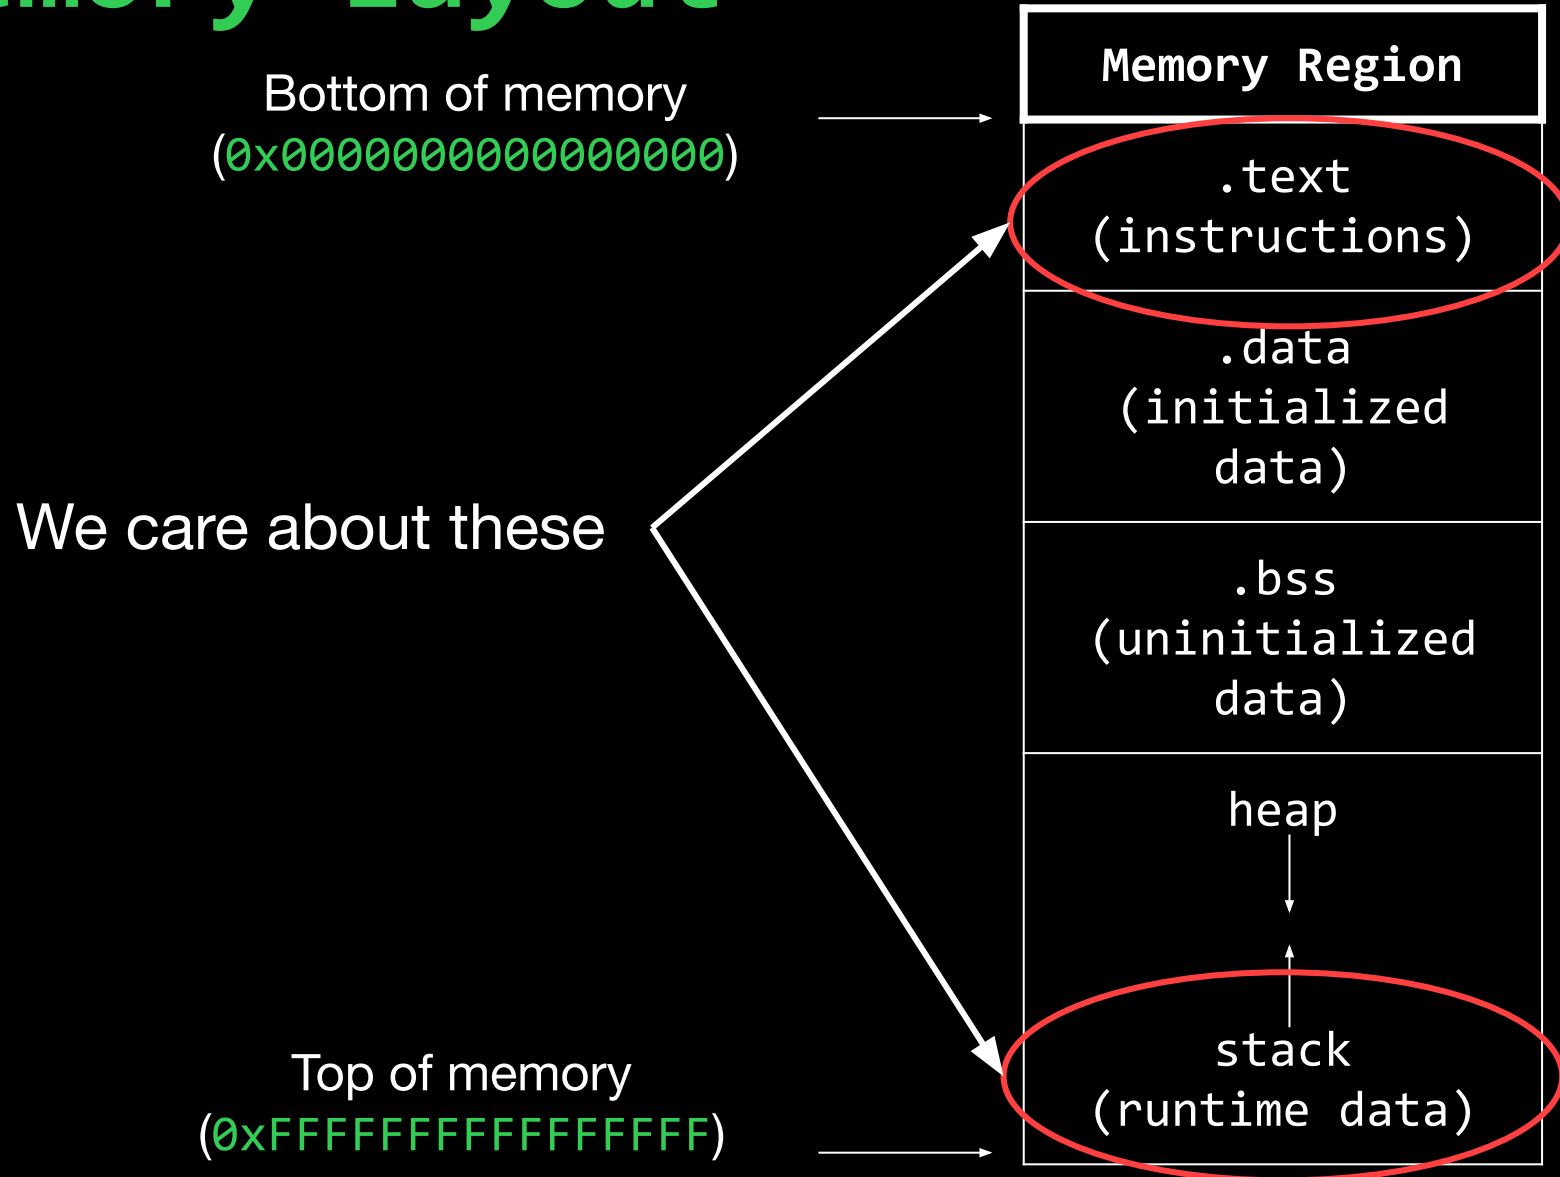 Layout
Memory Region
Bottom of memory
(0x0000000000000000)
.text
(instructions)
.data
(initialized
data)
We care about these
.bss
(uninitialized
data)
heap
stack
(runtime data)
Top of memory
(0xFFFFFFFFFFFFFFFF)